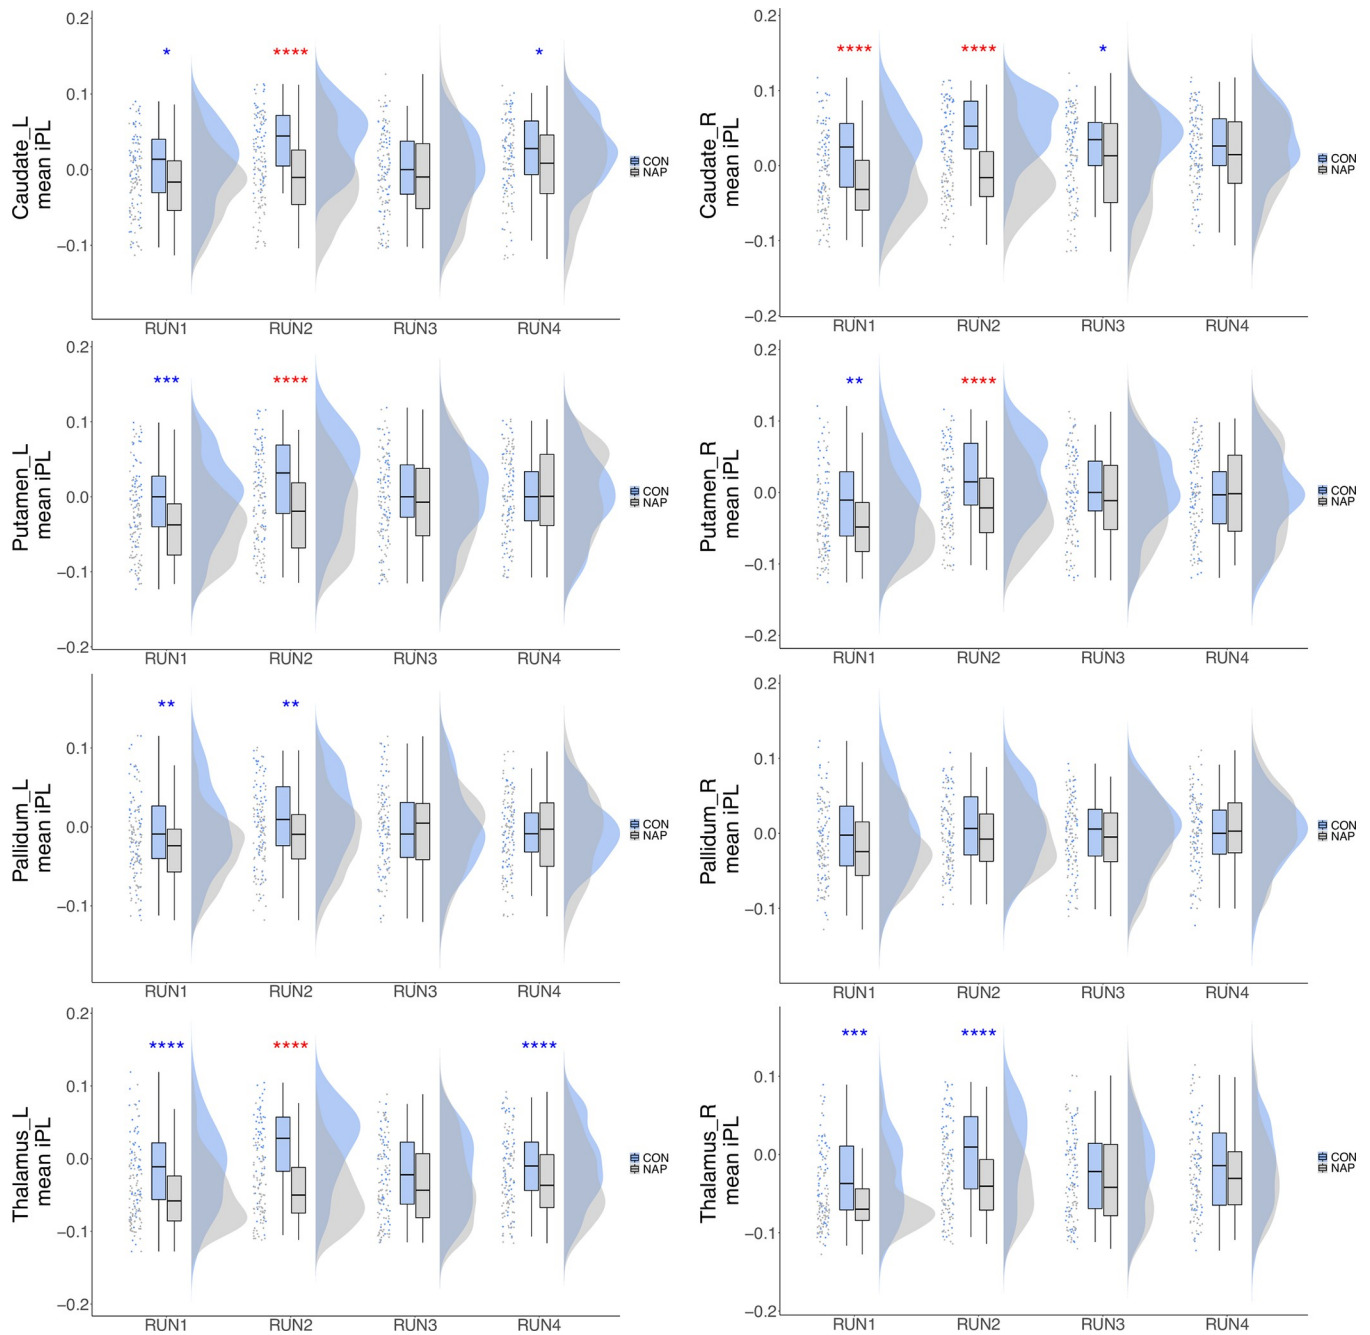 0.2
0.1
0.0
−0.1
Caudate_L
mean iPL
*
****
*
RUN1 RUN2 RUN3 RUN4
CON
NAP
0.2
0.1
0.0
−0.1
−0.2
Caudate_R
mean iPL
****
****
*
RUN1 RUN2 RUN3 RUN4
CON
NAP
0.2
0.1
0.0
−0.1
−0.2
Putamen_L
mean iPL
***
****
RUN1 RUN2 RUN3 RUN4
CON
NAP
0.2
0.1
0.0
−0.1
−0.2
Putamen_R
mean iPL
**
****
RUN1 RUN2 RUN3 RUN4
CON
NAP
0.1
0.0
−0.1
Pallidum_L
mean iPL
**
**
RUN1 RUN2 RUN3 RUN4
CON
NAP
0.2
0.1
0.0
−0.1
Pallidum_R
mean iPL
RUN1 RUN2 RUN3 RUN4
CON
NAP
0.2
0.1
0.0
−0.1
−0.2
Thalamus_L
mean iPL
****
****
****
RUN1 RUN2 RUN3 RUN4
CON
NAP
0.1
0.0
−0.1
−0.2
Thalamus_R
mean iPL
***
****
RUN1 RUN2 RUN3 RUN4
CON
NAP